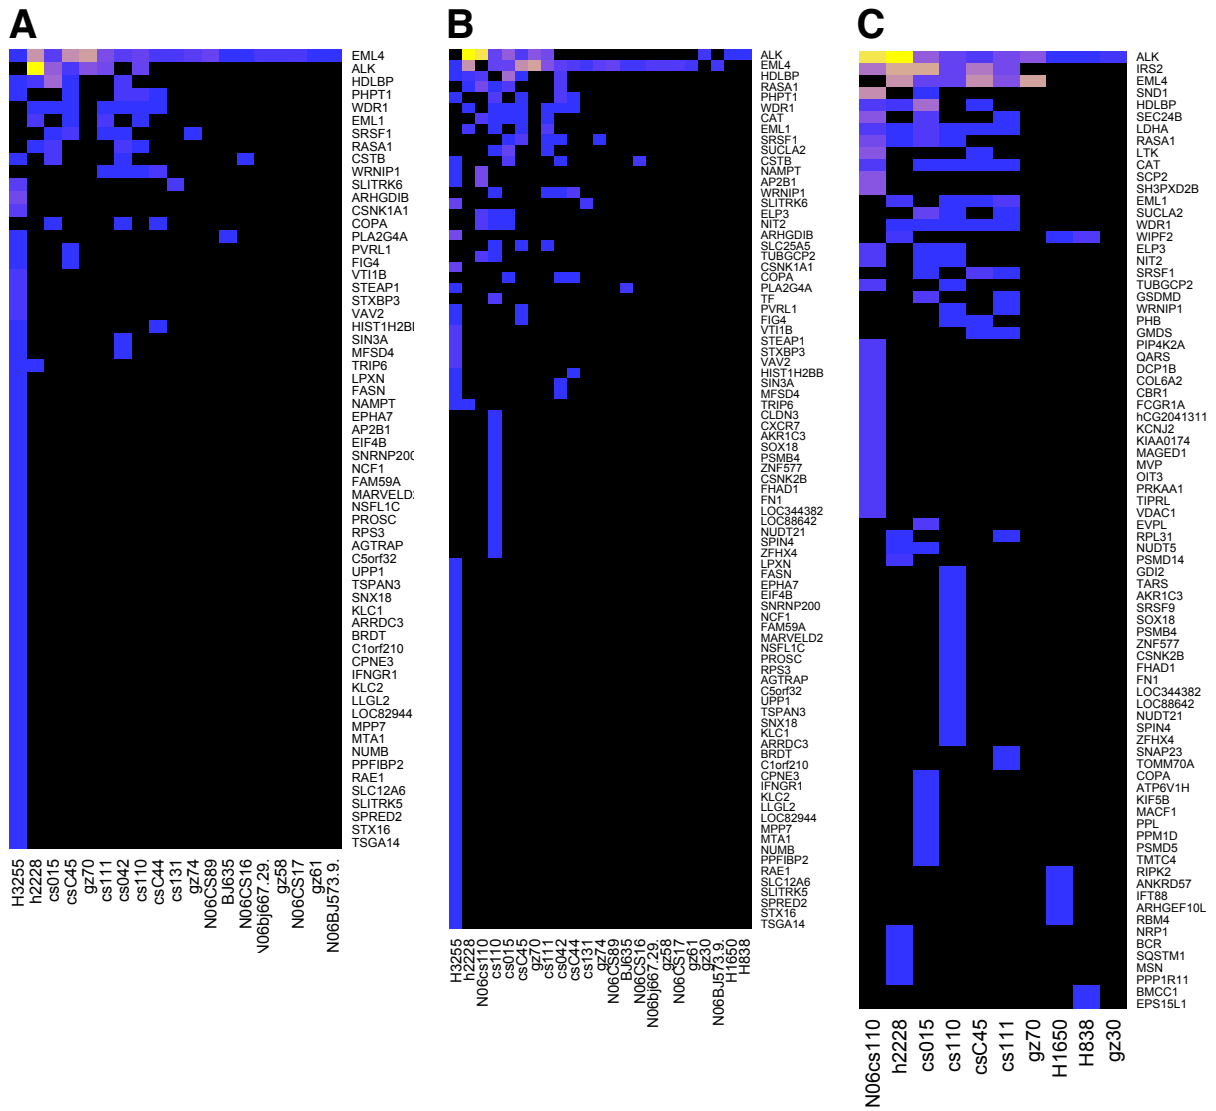 A
EML4
ALK
HDLBP
PHPT1
WDR1
EML1
SRSF1
RASA1
CSTB
WRNIP1
SLITRK6
ARHGDIB
CSNK1A1
COPA
PLA2G4A
PVRL1
FIG4
VTI1B
STEAP1
STXBP3
VAV2
HIST1H2BI
SIN3A
MFSD4
TRIP6
LPXN
FASN
NAMPT
EPHA7
AP2B1
EIF4B
SNRNP200
NCF1
FAM59A
MARVELD2
NSFL1C
PROSC
RPS3
AGTRAP
C5orf32
UPP1
TSPAN3
SNX18
KLC1
ARRDC3
BRDT
C1orf210
CPNE3
IFNGR1
KLC2
LLGL2
LOC82944
MPP7
MTA1
NUMB
PPFIBP2
RAE1
SLC12A6
SLITRK5
SPRED2
STX16
TSGA14
H3255
h2228
cs015
csC45
gz70
cs111
cs042
cs110
csC44
cs131
gz74
N06CS89
BJ635
N06CS16
N06bj667.29.
gz58
N06CS17
gz61
N06BJ573.9.
B
ALK
EML4
HDLBP
RASA1
PHPT1
WDR1
CAT
EML1
SRSF1
SUCLA2
CSTB
NAMPT
AP2B1
WRNIP1
SLITRK6
ELP3
NIT2
ARHGDIB
SLC25A5
TUBGCP2
CSNK1A1
COPA
PLA2G4A
TF
PVRL1
FIG4
VTI1B
STEAP1
STXBP3
VAV2
HIST1H2BB
SIN3A
MFSD4
TRIP6
CLDN3
CXCR7
AKR1C3
SOX18
PSMB4
ZNF577
CSNK2B
FHAD1
FN1
LOC344382
LOC88642
NUDT21
SPIN4
ZFHX4
LPXN
FASN
EPHA7
EIF4B
SNRNP200
NCF1
FAM59A
MARVELD2
NSFL1C
PROSC
RPS3
AGTRAP
C5orf32
UPP1
TSPAN3
SNX18
KLC1
ARRDC3
BRDT
C1orf210
CPNE3
IFNGR1
KLC2
LLGL2
LOC82944
MPP7
MTA1
NUMB
PPFIBP2
RAE1
SLC12A6
SLITRK5
SPRED2
STX16
TSGA14
H3255
h2228
N06cs110
cs110
cs015
csC45
gz70
cs111
cs042
csC44
cs131
gz74
N06CS89
BJ635
N06CS16
N06bj667.29.
gz58
N06CS17
gz61
gz30
N06BJ573.9.
H1650
H838
C
ALK
IRS2
EML4
SND1
HDLBP
SEC24B
LDHA
RASA1
LTK
CAT
SCP2
SH3PXD2B
EML1
SUCLA2
WDR1
WIPF2
ELP3
NIT2
SRSF1
TUBGCP2
GSDMD
WRNIP1
PHB
GMDS
PIP4K2A
QARS
DCP1B
COL6A2
CBR1
FCGR1A
hCG2041311
KCNJ2
KIAA0174
MAGED1
MVP
OIT3
PRKAA1
TIPRL
VDAC1
EVPL
RPL31
NUDT5
PSMD14
GDI2
TARS
AKR1C3
SRSF9
SOX18
PSMB4
ZNF577
CSNK2B
FHAD1
FN1
LOC344382
LOC88642
NUDT21
SPIN4
ZFHX4
SNAP23
TOMM70A
COPA
ATP6V1H
KIF5B
MACF1
PPL
PPM1D
PSMD5
TMTC4
RIPK2
ANKRD57
IFT88
ARHGEF10L
RBM4
NRP1
BCR
SQSTM1
MSN
PPP1R11
BMCC1
EPS15L1
N06cs110
h2228
cs015
cs110
csC45
cs111
gz70
H1650
H838
gz30